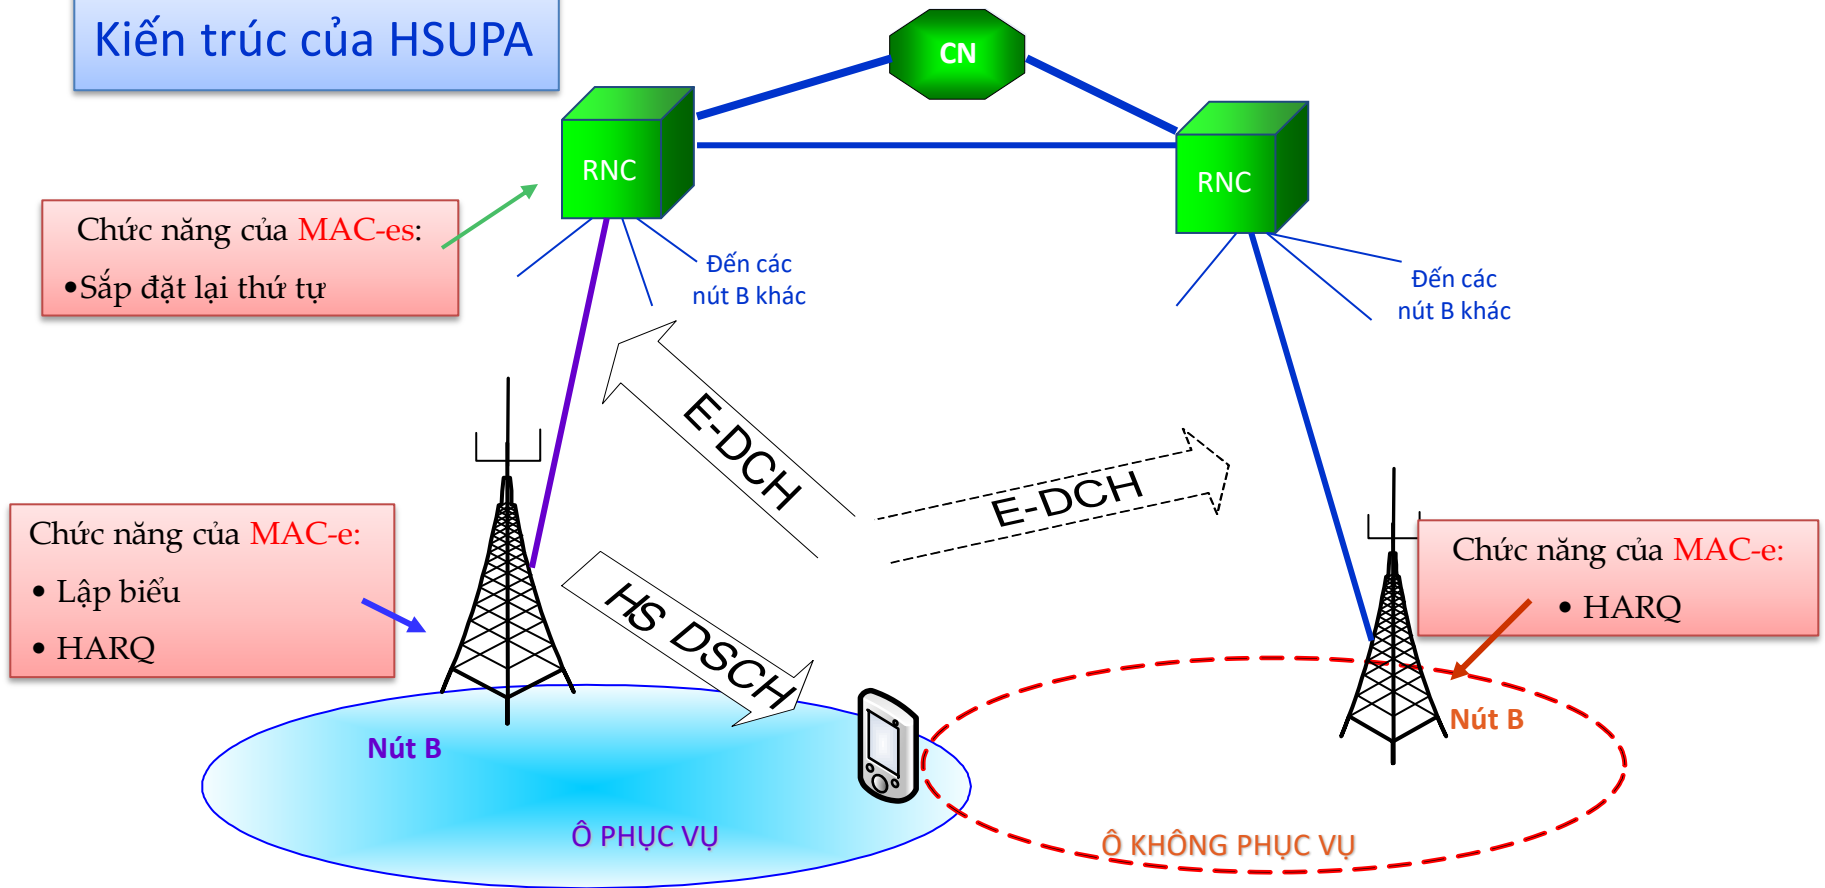 Kiến trúc của HSUPA
CN
RNC
RNC
Chức năng của MAC-es:
•Sắp đặt lại thứ tự
Đến các
nút B khác
Đến các
nút B khác
E-DCH
E-DCH
Chức năng của MAC-e:
• Lập biểu
• HARQ
Chức năng của MAC-e:
• HARQ
HS DSCH
Nút B
Nút B
Ô PHỤC VỤ
Ô KHÔNG PHỤC VỤ